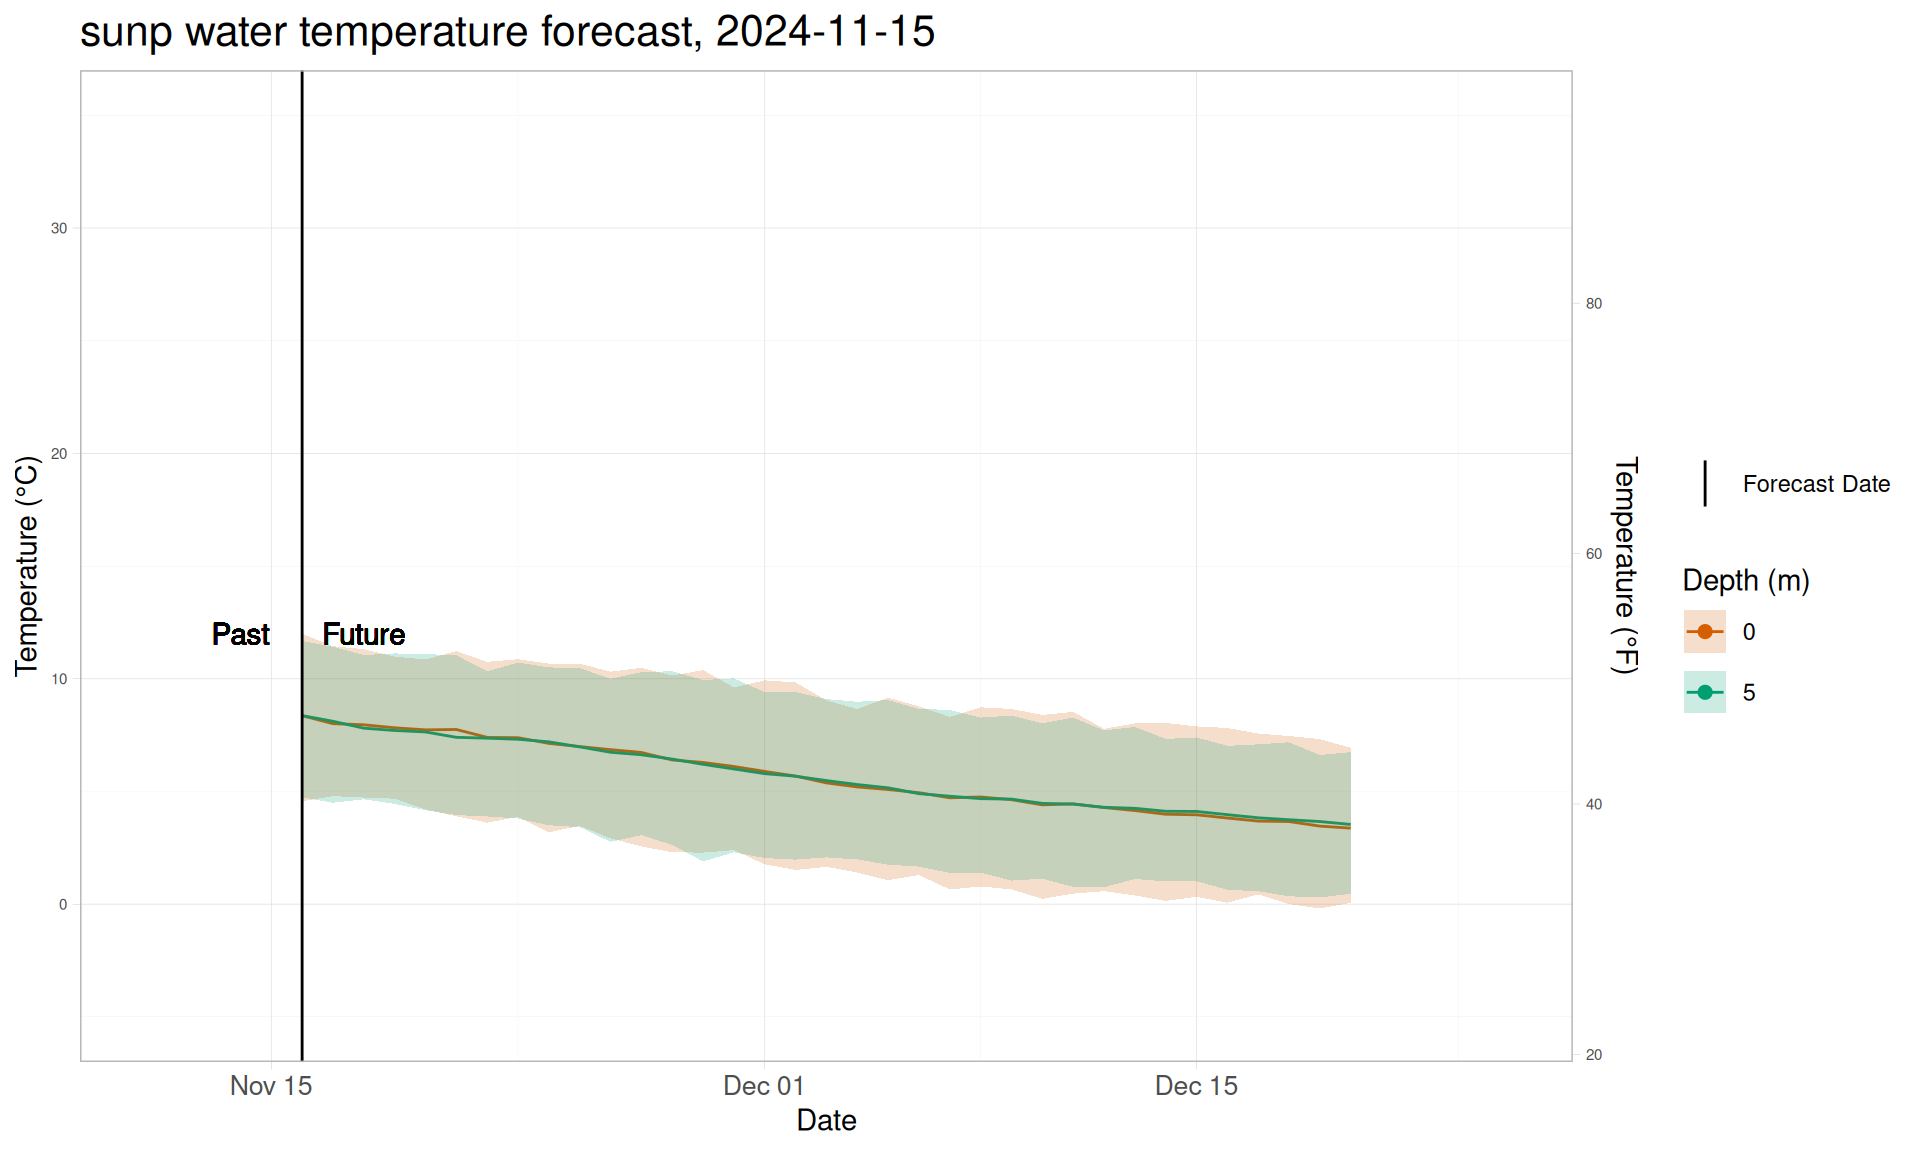 sunp water temperature forecast, 2024-11-15
Temperature (°C)
30
20
10
0
Past
Future
Nov 15
Dec 01
Dec 15
Date
80
60
40
20
Temperature (°F)
Forecast Date
Depth (m)
0
5